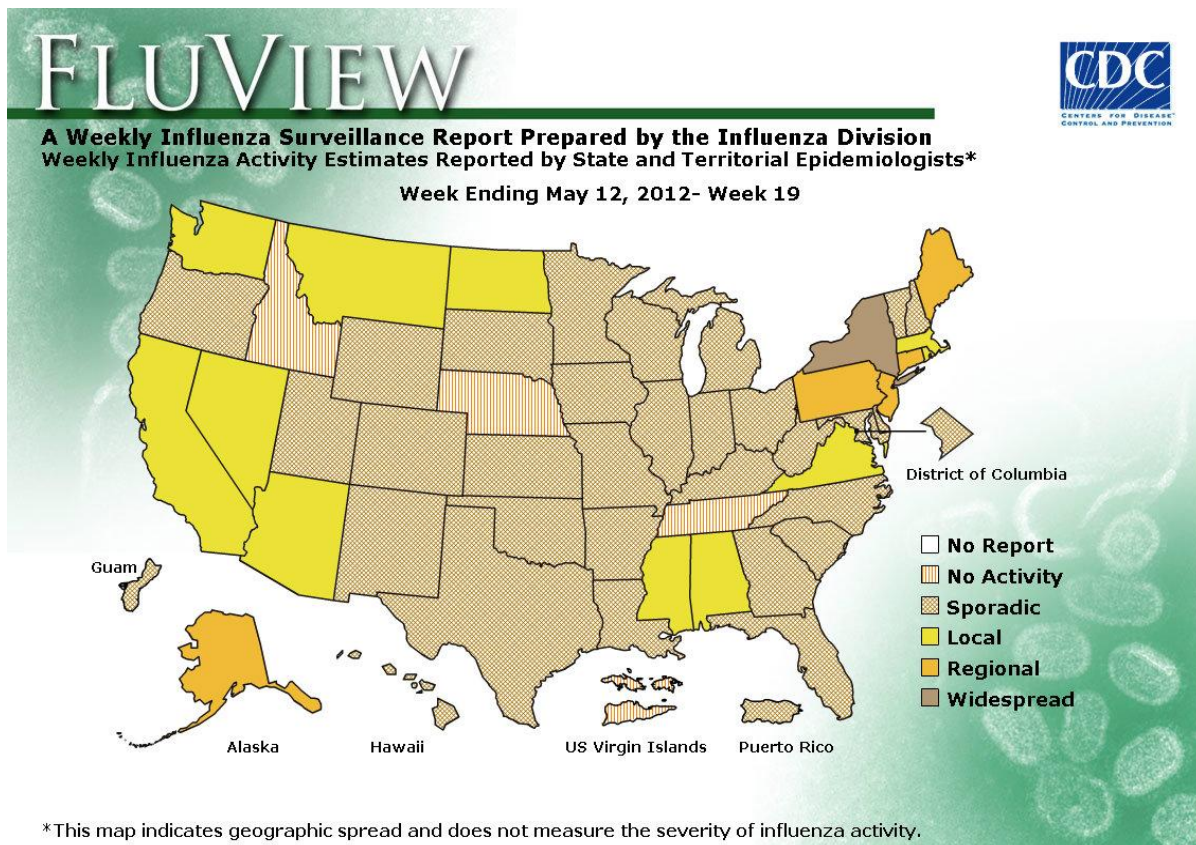 FLUVIEW
CDC
CENTERS FOR DISEASE
CONTROL AND PREVENTION
A Weekly Influenza Surveillance Report Prepared by the Influenza Division
Weekly Influenza Activity Estimates Reported by State and Territorial Epidemiologists*
Week Ending May 12, 2012- Week 19
District of Columbia
No Report
Guam
No Activity
Sporadic
Local
Regional
Widespread
Alaska
Hawaii
US Virgin Islands
Puerto Rico
*This map indicates geographic spread and does not measure the severity of influenza activity.